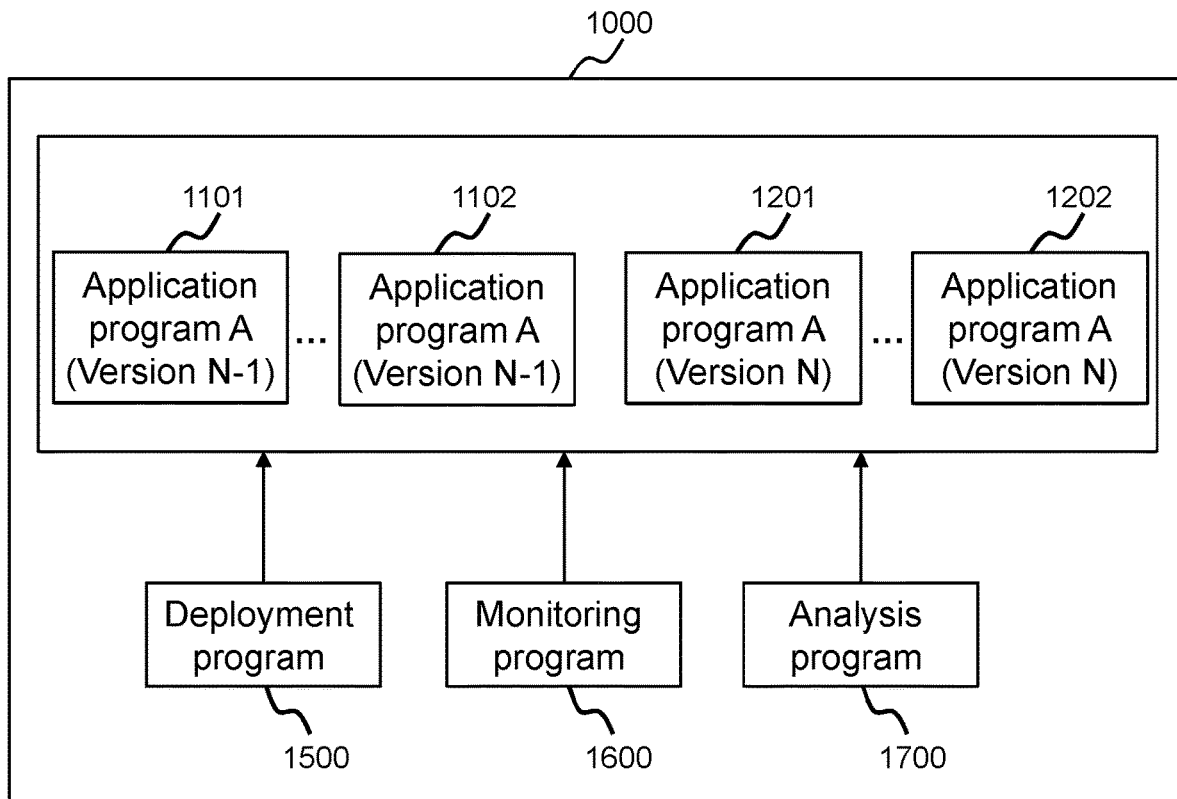 1000
1101
1102
1201
1202
Application
program A
(Version N-1)
...
Application
program A
(Version N-1)
Application
program A
(Version N)
...
Application
program A
(Version N)
Deployment
program
Monitoring
program
Analysis
program
1500
1600
1700